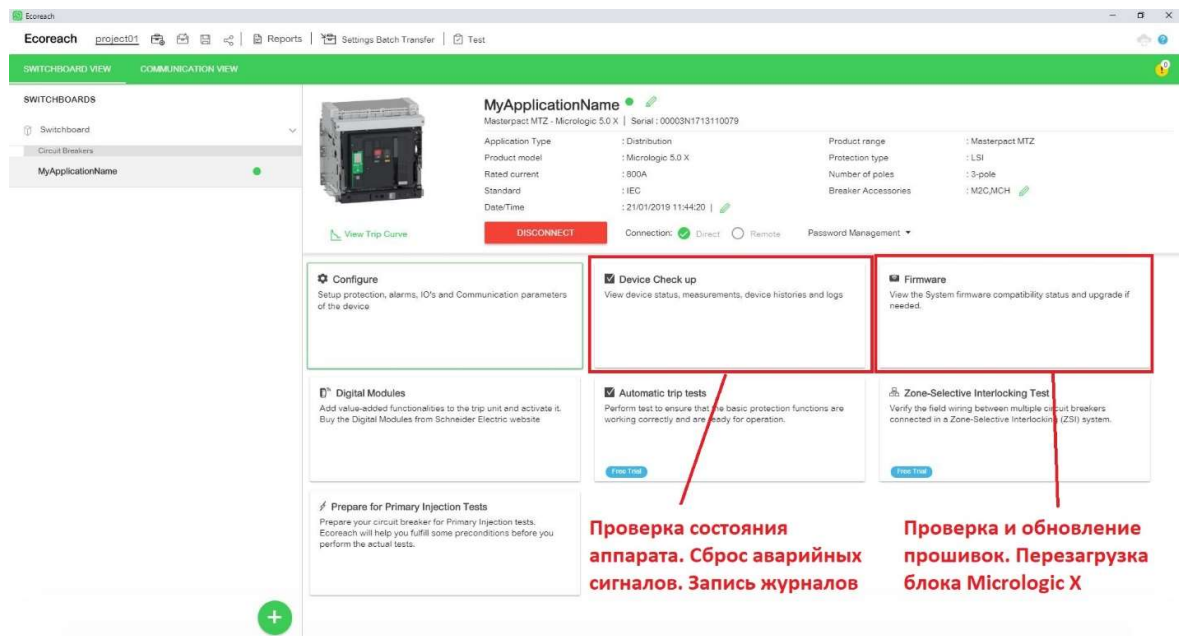 Ecoreach
Ecoreach project01 Reports Settings Batch Transfer Test
SWITCHBOARD VIEW COMMUNICATION VIEW
0
SWITCHBOARDS
Switchboard
Circuit Breakers
MyApplicationName
MyApplicationName
Masterpact MTZ - Micrologic 5.0 X | Serial : 00003N1713110079
Application Type : Distribution Product range : Masterpact MTZ
Product model : Micrologic 5.0 X Protection type : LSI
Rated current : 800A Number of poles : 3-pole
Standard : IEC Breaker Accessories : M2C,MCH
Date/Time : 21/01/2019 11:44:20 |
View Trip Curve DISCONNECT Connection: Direct Remote Password Management
Configure
Setup protection, alarms, IO's and Communication parameters
of the device
Device Check up
View device status, measurements, device histories and logs
Firmware
View the System firmware compatibility status and upgrade if
needed.
Digital Modules
Add value-added functionalities to the trip unit and activate it.
Buy the Digital Modules from Schneider Electric website
Automatic trip tests
Perform test to ensure that the basic protection functions are
working correctly and are ready for operation.
Free Trial
Zone-Selective Interlocking Test
Verify the field wiring between multiple circuit breakers
connected in a Zone-Selective Interlocking (ZSI) system.
Free Trial
Prepare for Primary Injection Tests
Prepare your circuit breaker for Primary Injection tests.
Ecoreach will help you fulfill some preconditions before you
perform the actual tests.
Проверка состояния
аппарата. Сброс аварийных
сигналов. Запись журналов
Проверка и обновление
прошивок. Перезагрузка
блока Micrologic X